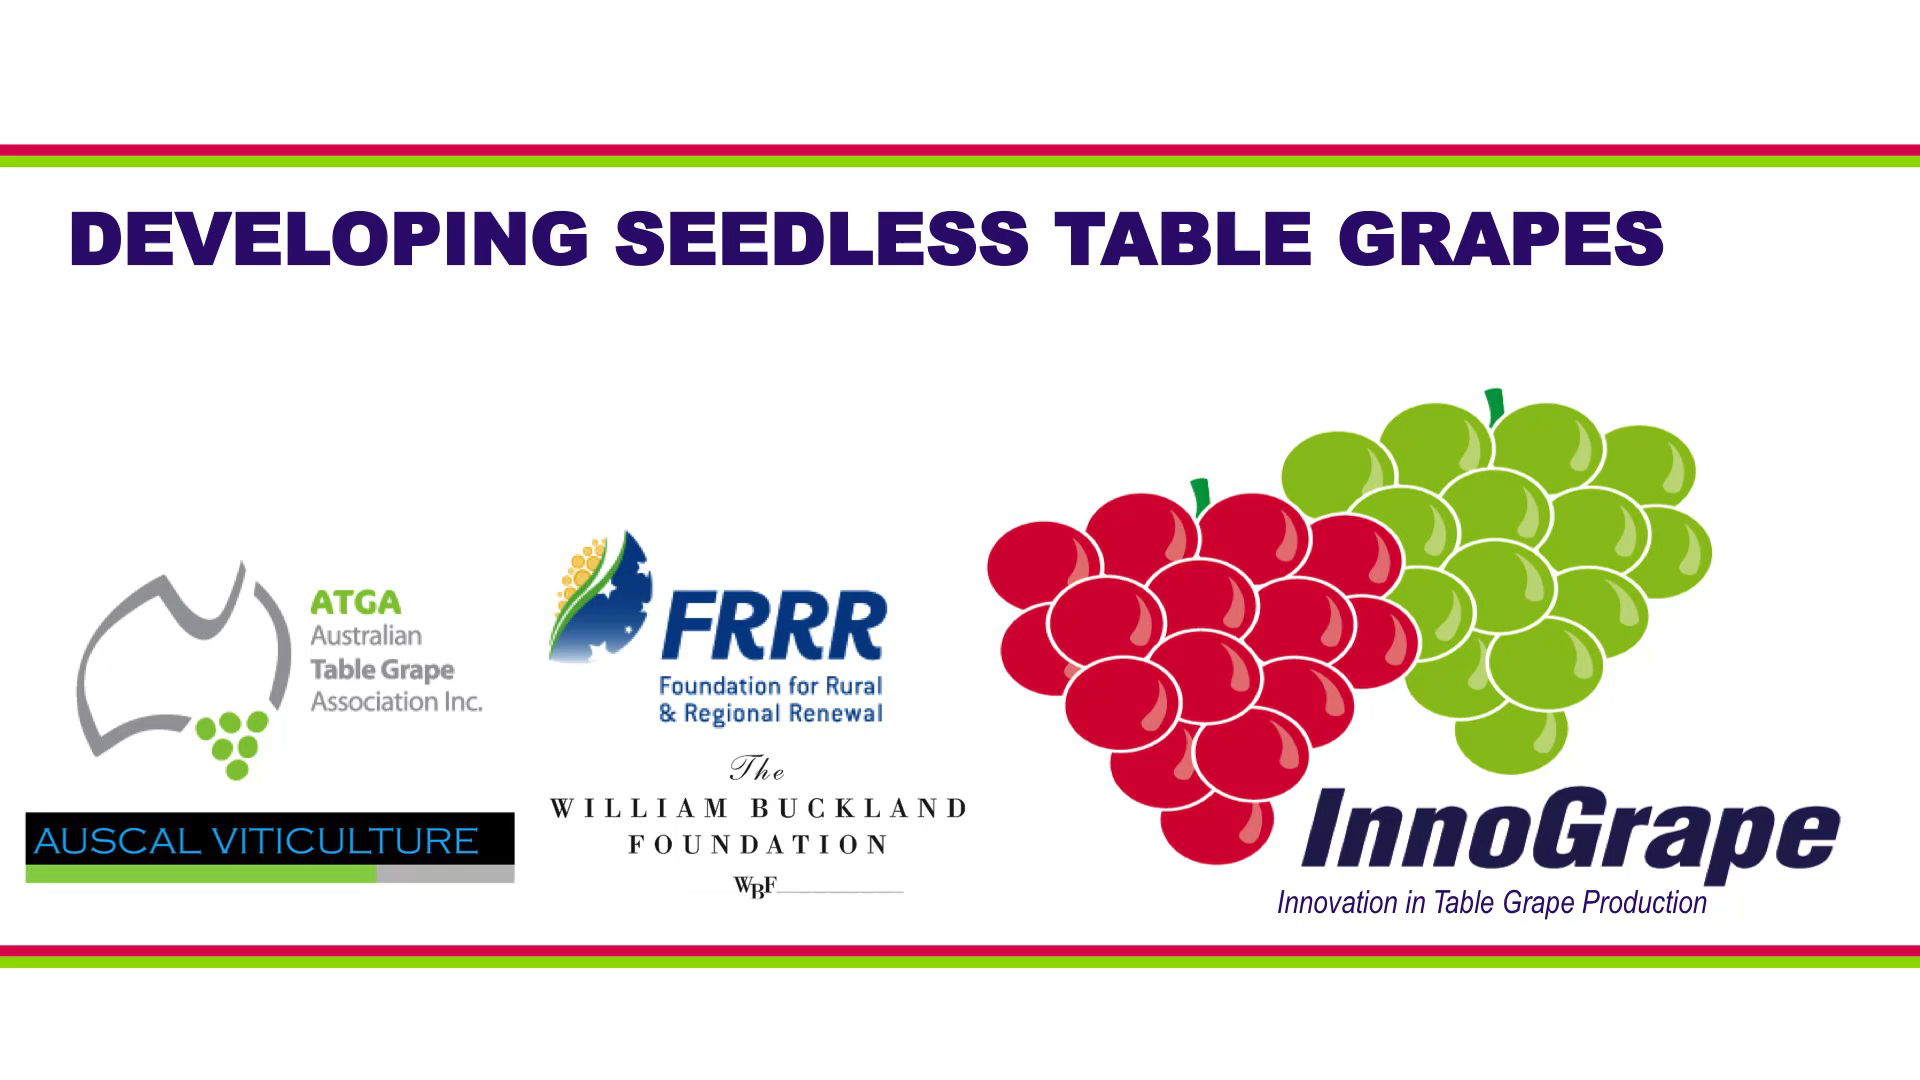 DEVELOPING SEEDLESS TABLE GRAPES
ATGA
Australian
Table Grape
Association Inc.
AUSCAL VITICULTURE
FRRR
Foundation for Rural
& Regional Renewal
The
WILLIAM BUCKLAND
FOUNDATION
WBF
InnoGrape
Innovation in Table Grape Production